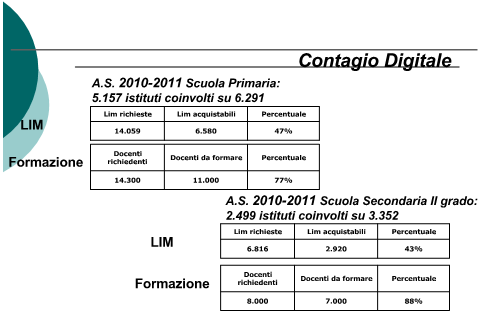 Contagio Digitale
A.S. 2010-2011 Scuola Primaria:
5.157 istituti coinvolti su 6.291
LIM
Lim richieste Lim acquistabili Percentuale
14.059 6.580 47%
Formazione
Docenti
richiedenti Docenti da formare Percentuale
14.300 11.000 77%
A.S. 2010-2011 Scuola Secondaria II grado:
2.499 istituti coinvolti su 3.352
LIM
Lim richieste Lim acquistabili Percentuale
6.816 2.920 43%
Formazione
Docenti
richiedenti Docenti da formare Percentuale
8.000 7.000 88%